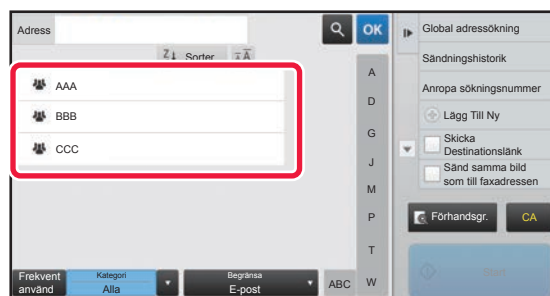 Adress
OK
Sorter
AAA
BBB
CCC
A
D
G
J
M
P
T
W
ABC
Frekvent
använd
Kategori
Alla
Begränsa
E-post
Global adressökning
Sändningshistorik
Anropa sökningsnummer
Lägg Till Ny
Skicka
Destinationslänk
Sänd samma bild
som till faxadressen
Förhandsgr.
CA
Start